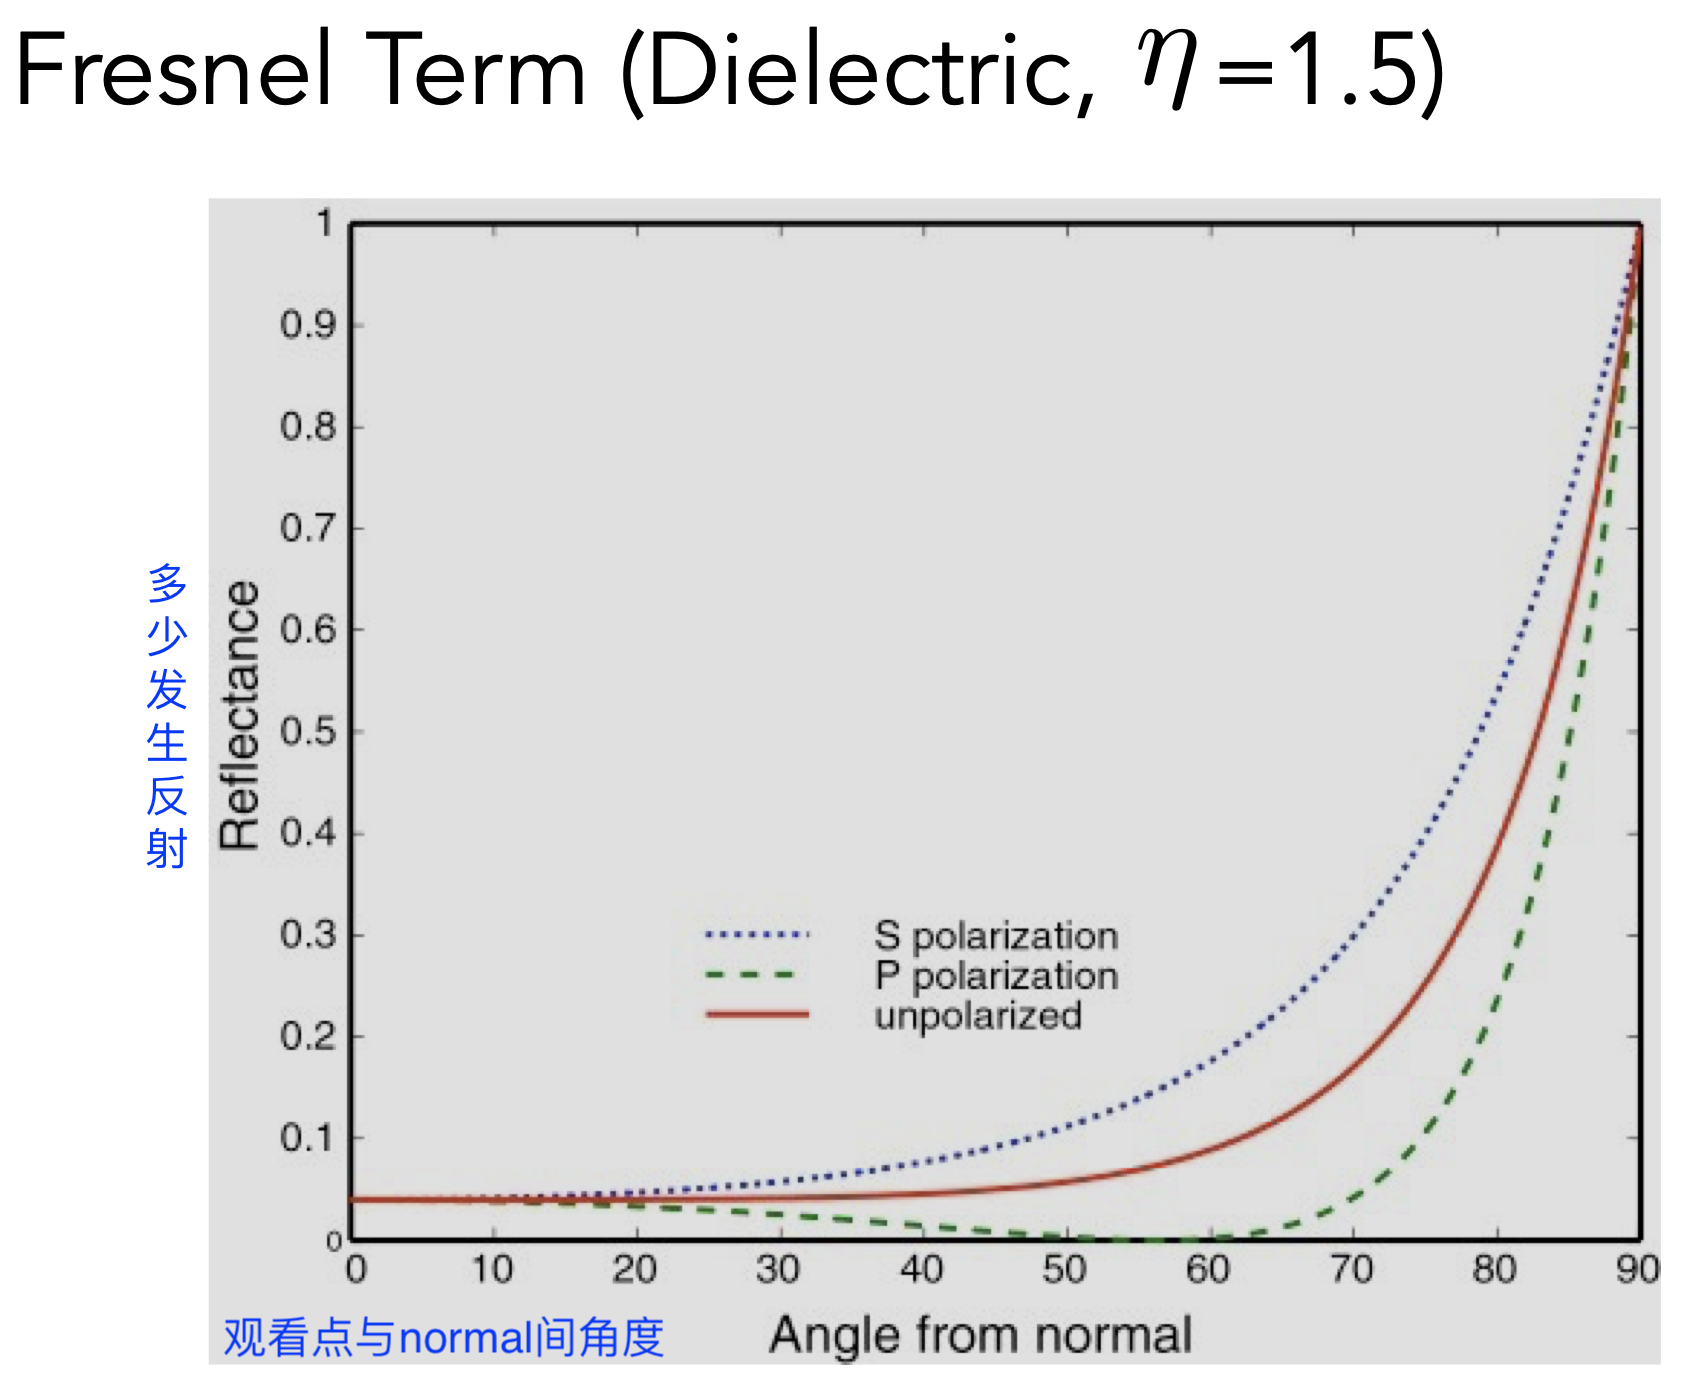 Fresnel Term (Dielectric, η=1.5)
1
0.9
0.8
0.7
0.6
0.5
0.4
0.3
0.2
0.1
0
多少发生反射
Reflectance
S polarization
P polarization
unpolarized
0 10 20 30 40 50 60 70 80 90
观看点与normal间角度
Angle from normal